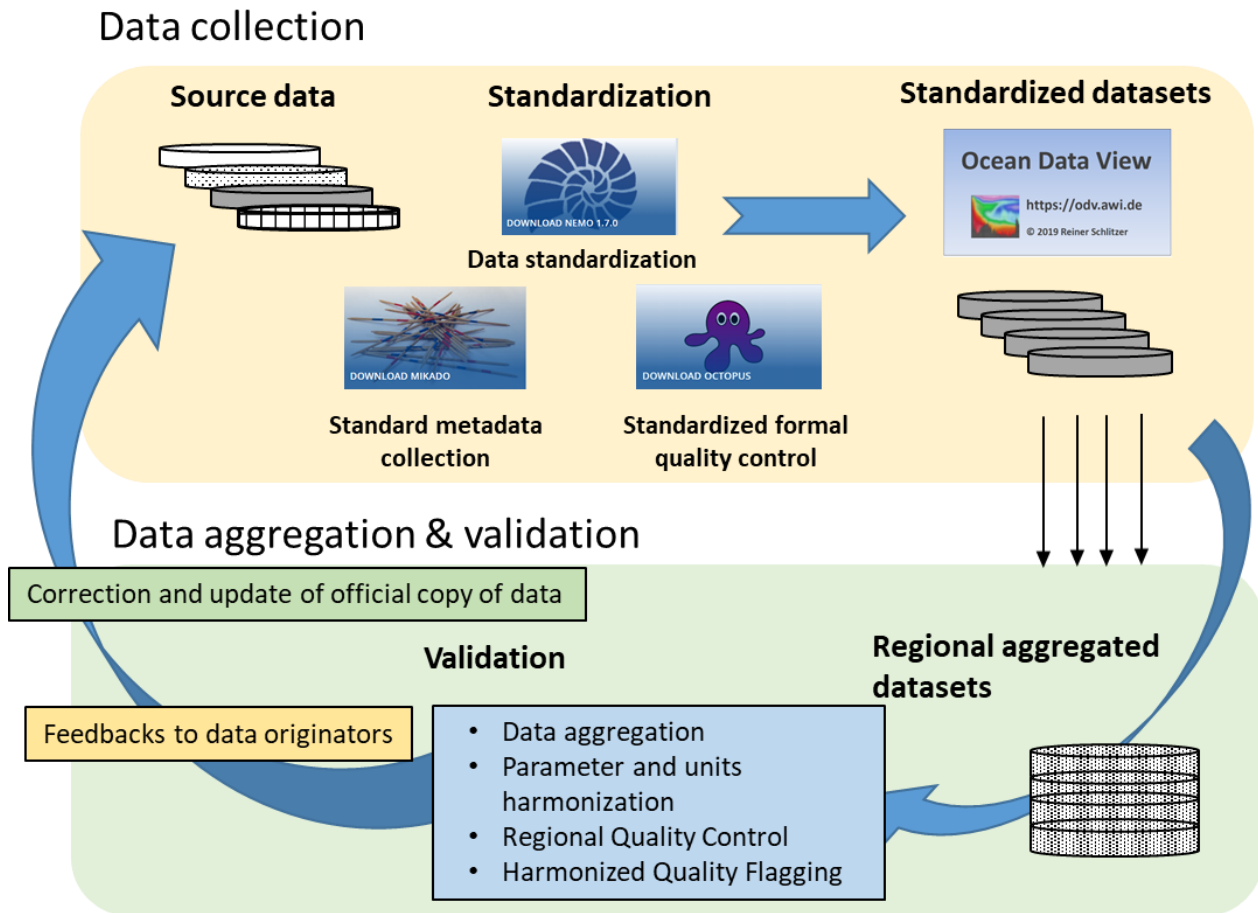 Data collection
Source data
Standardization
Standardized datasets
DOWNLOAD NEMO 1.7.0
Data standardization
Ocean Data View
https://odv.awi.de
© 2019 Reiner Schlitzer
DOWNLOAD MIKADO
DOWNLOAD OCTOPUS
Standard metadata
collection
Standardized formal
quality control
Data aggregation & validation
Correction and update of official copy of data
Validation
Regional aggregated
datasets
Feedbacks to data originators
• Data aggregation
• Parameter and units
harmonization
• Regional Quality Control
• Harmonized Quality Flagging